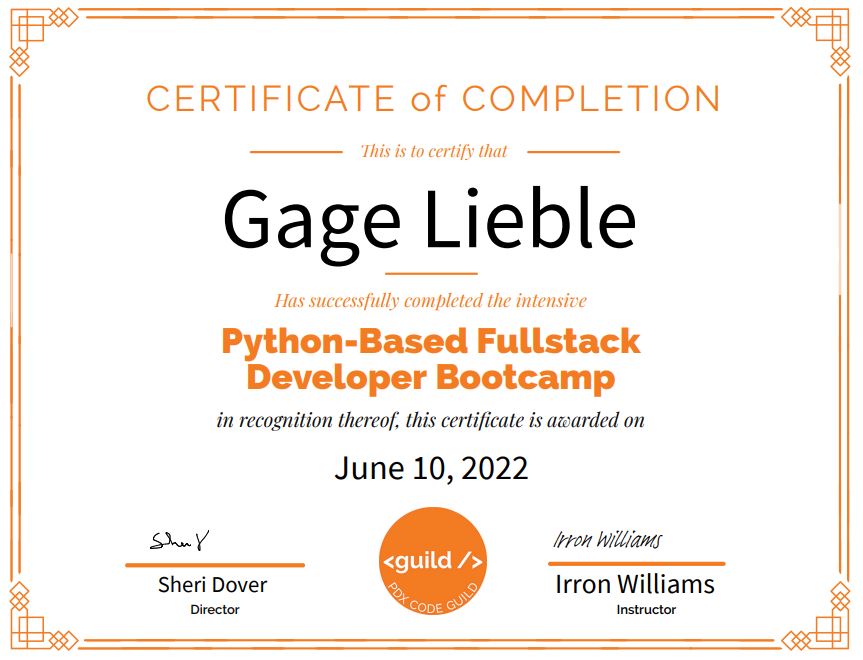 CERTIFICATE of COMPLETION
This is to certify that
Gage Lieble
Has successfully completed the intensive
Python-Based Fullstack
Developer Bootcamp
in recognition thereof, this certificate is awarded on
June 10, 2022
<guild />
PDX CODE GUILD
Irron Williams
Sheri Dover
Director
Irron Williams
Instructor